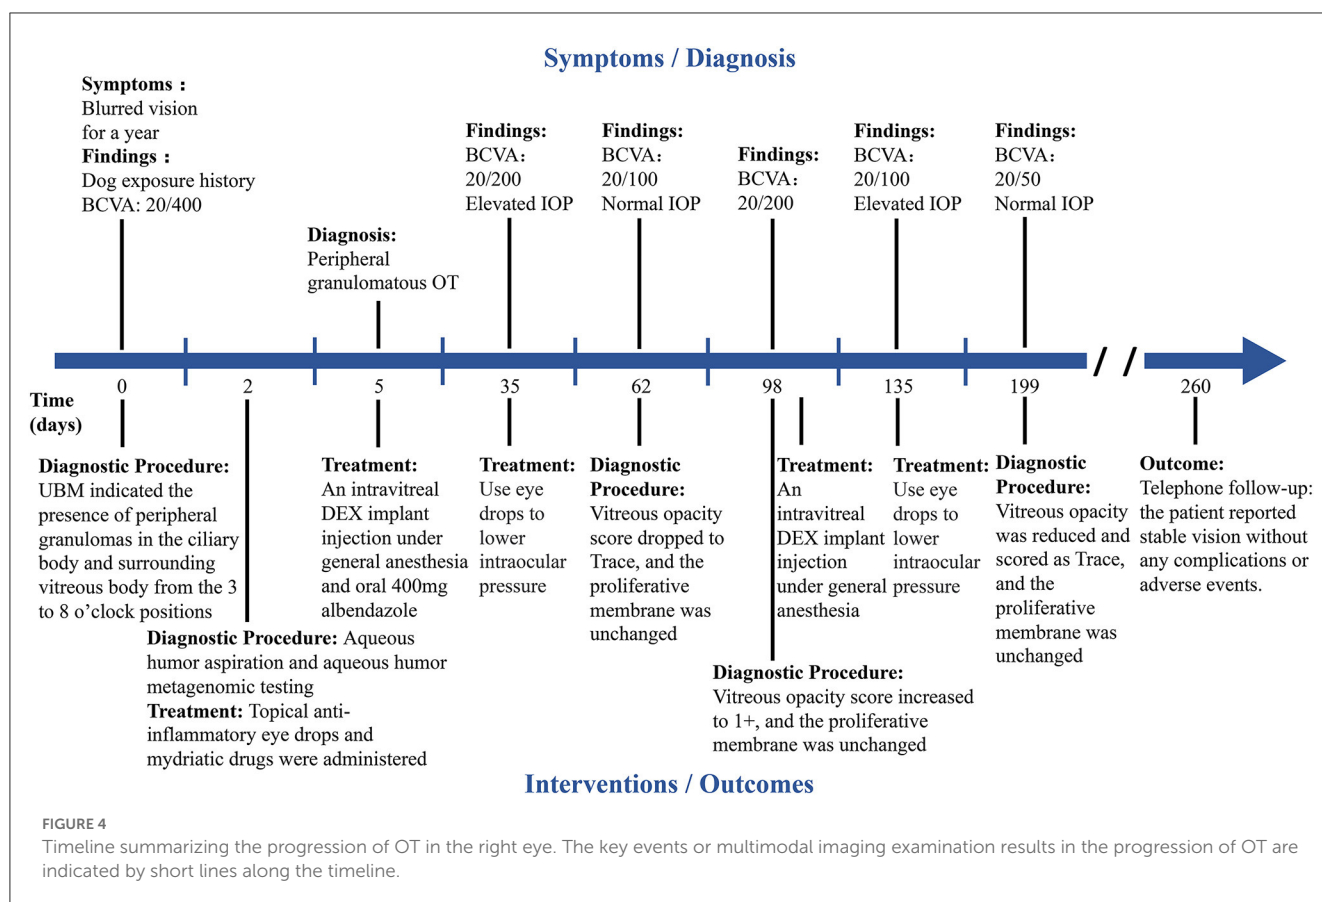 Symptoms / Diagnosis
Symptoms：
Blurred vision
for a year
Findings：
Dog exposure history
BCVA: 20/400
Diagnosis:
Peripheral
granulomatous OT
Findings:
BCVA：
20/200
Elevated IOP
Findings:
BCVA：
20/100
Normal IOP
Findings:
BCVA：
20/200
Findings:
BCVA：
20/100
Elevated IOP
Findings:
BCVA：
20/50
Normal IOP
Time
(days)
0
2
5
35
62
98
135
199
/ /
260
Diagnostic Procedure:
UBM indicated the
presence of peripheral
granulomas in the ciliary
body and surrounding
vitreous body from the 3
to 8 o’clock positions
Diagnostic Procedure: Aqueous
humor aspiration and aqueous humor
metagenomic testing
Treatment: Topical anti-
inflammatory eye drops and
mydriatic drugs were administered
Treatment:
An intravitreal
DEX implant
injection under
general anesthesia
and oral 400mg
albendazole
Treatment:
Use eye
drops to
lower
intraocular
pressure
Diagnostic
Procedure:
Vitreous opacity
score dropped to
Trace, and the
proliferative
membrane was
unchanged
Diagnostic Procedure:
Vitreous opacity score increased
to 1+, and the proliferative
membrane was unchanged
Treatment:
An
intravitreal
DEX implant
injection
under general
anesthesia
Treatment:
Use eye
drops to
lower
intraocular
pressure
Diagnostic
Procedure:
Vitreous opacity
was reduced and
scored as Trace,
and the
proliferative
membrane was
unchanged
Outcome:
Telephone follow-up:
the patient reported
stable vision without
any complications or
adverse events.
Interventions / Outcomes
FIGURE 4
Timeline summarizing the progression of OT in the right eye. The key events or multimodal imaging examination results in the progression of OT are
indicated by short lines along the timeline.